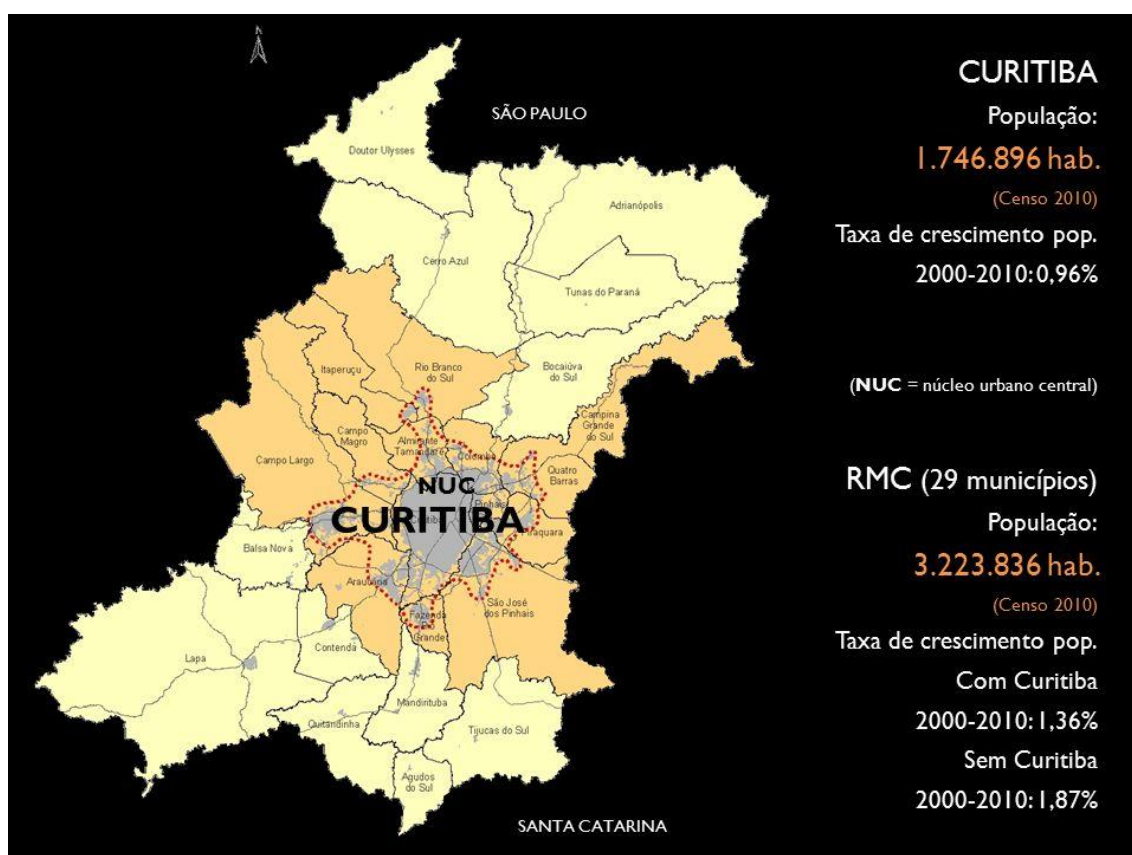 N
SÃO PAULO
Doutor Ulysses
Adrianópolis
Cerro Azul
Tunas do Paraná
Rio Branco
do Sul
Bocaiúva
do Sul
Itaperuçu
Campina
Grande
do Sul
Campo
Magro
Almirante
Tamandaré
Colombo
Campo Largo
Quatro
Barras
NUC
Pinhais
CURITIBA
Curitiba
Piraquara
Balsa Nova
Araucária
São José
dos Pinhais
Fazenda
Rio
Grande
Contenda
Lapa
Mandirituba
Quitandinha
Tijucas do Sul
Agudos
do Sul
SANTA CATARINA
CURITIBA
População:
1.746.896 hab.
(Censo 2010)
Taxa de crescimento pop.
2000-2010: 0,96%
(NUC = núcleo urbano central)
RMC (29 municípios)
População:
3.223.836 hab.
(Censo 2010)
Taxa de crescimento pop.
Com Curitiba
2000-2010: 1,36%
Sem Curitiba
2000-2010: 1,87%